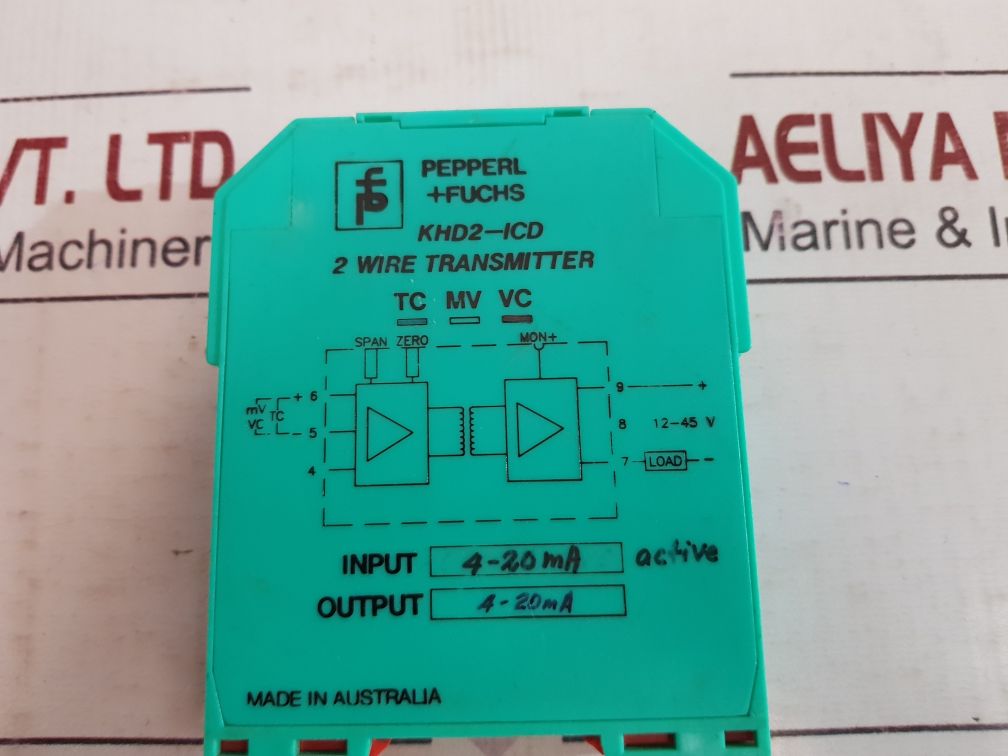 VT. LTD
Machiner
AELIYA
Marine & I
PEPPERL
+FUCHS
KHD2-ICD
2 WIRE TRANSMITTER
TC MV VC
SPAN ZERO MON+
mV TC + 6
VC - 5
4
9 +
8 12-45 V
7 LOAD -
INPUT 4-20mA active
OUTPUT 4-20mA
MADE IN AUSTRALIA